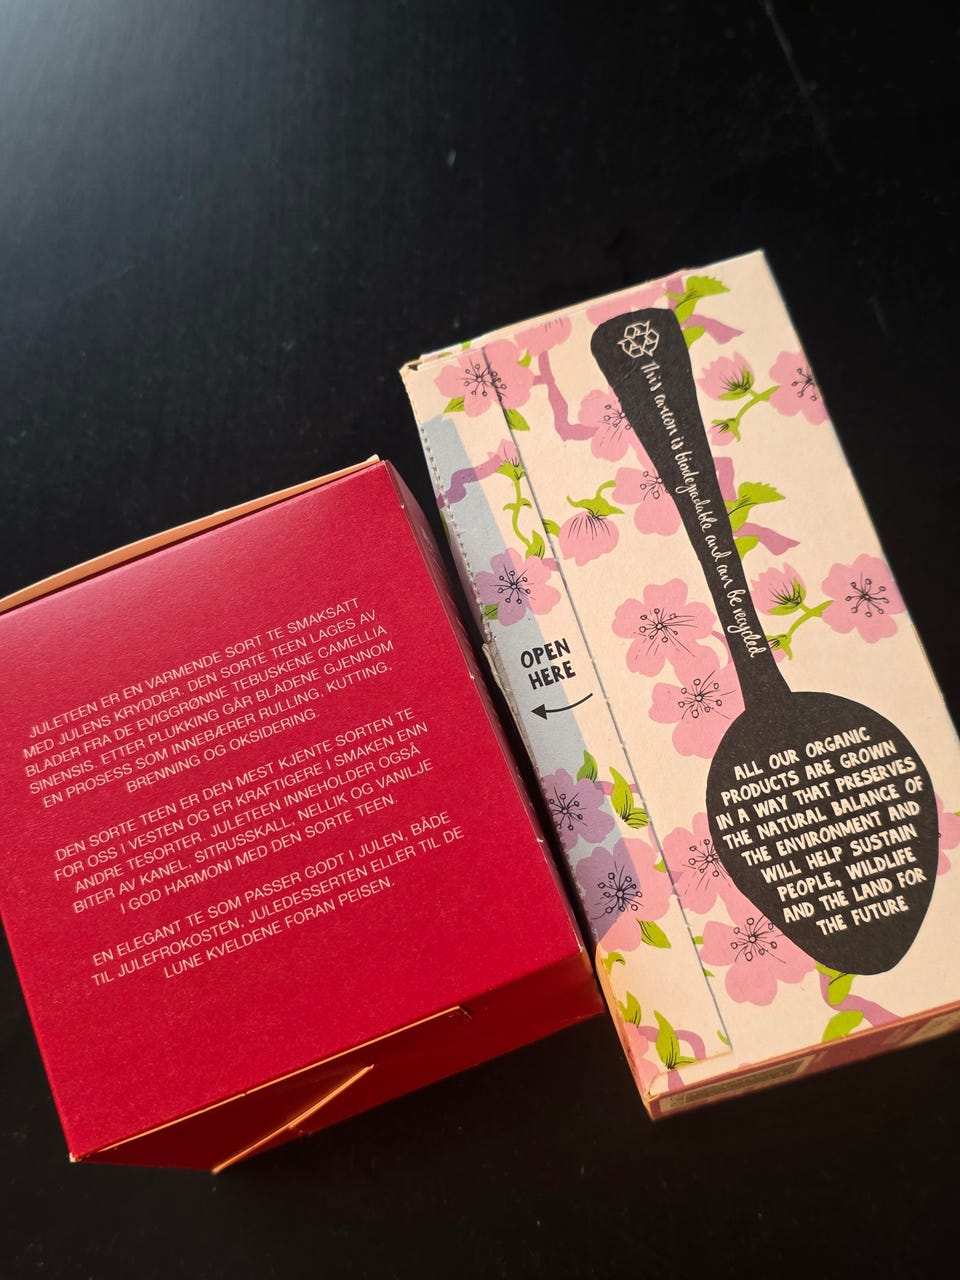 JULETEEN ER EN VARMENDE SORT TE SMAKSATT
MED JULENS KRYDDER. DEN SORTE TEEN LAGES AV
BLADER FRA DE EVIGGRØNNE TEBUSKENE CAMELLIA
SINENSIS. ETTER PLUKKING GÅR BLADENE GJENNOM
EN PROSESS SOM INNEBÆRER RULLING, KUTTING,
BRENNING OG OKSIDERING.
DEN SORTE TEEN ER DEN MEST KJENTE SORTEN TE
FOR OSS I VESTEN OG ER KRAFTIGERE I SMAKEN ENN
ANDRE TESORTER. JULETEEN INNEHOLDER OGSÅ
BITER AV KANEL, SITRUSSKALL, NELLIK OG VANILJE
I GOD HARMONI MED DEN SORTE TEEN.
EN ELEGANT TE SOM PASSER GODT I JULEN, BÅDE
TIL JULEFROKOSTEN, JULEDESSERTEN ELLER TIL DE
LUNE KVELDENE FORAN PEISEN.
OPEN
HERE
This carton is biodegradable and can be recycled
ALL OUR ORGANIC
PRODUCTS ARE GROWN
IN A WAY THAT PRESERVES
THE NATURAL BALANCE OF
THE ENVIRONMENT AND
WILL HELP SUSTAIN
PEOPLE, WILDLIFE
AND THE LAND FOR
THE FUTURE